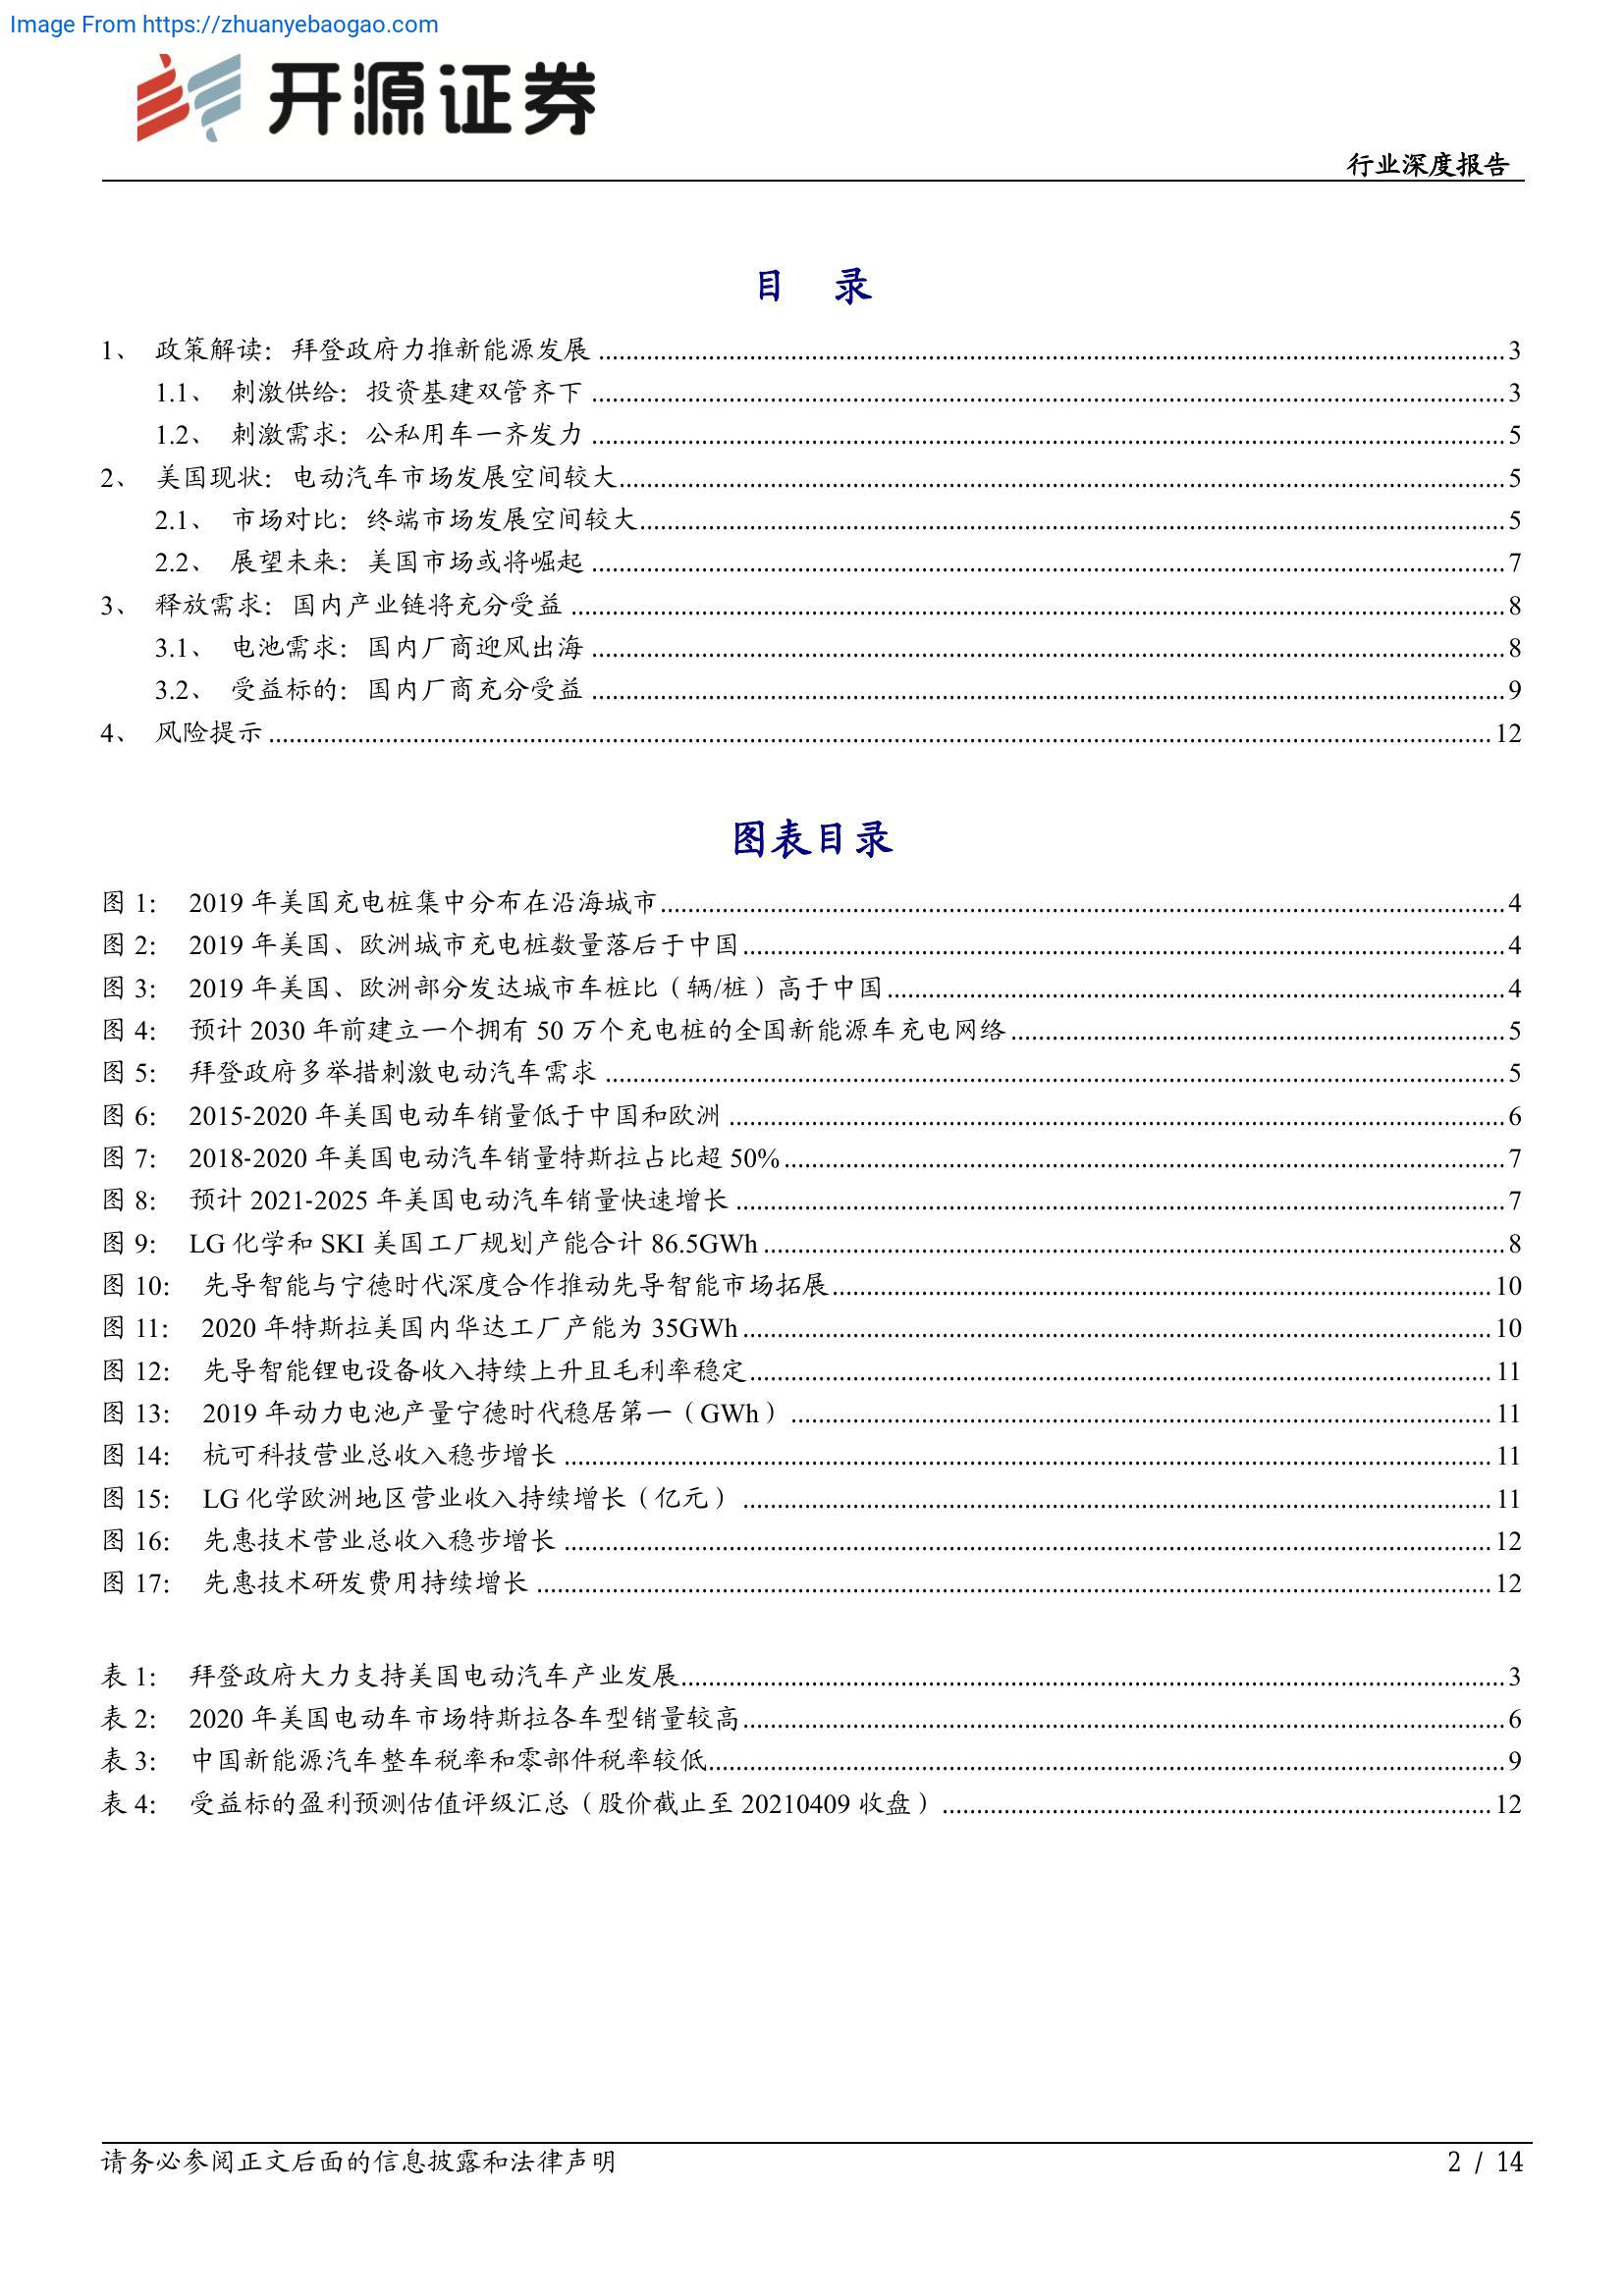 Image From https://zhuanyebaogao.com
开源证券
行业深度报告
目 录
1、 政策解读：拜登政府力推新能源发展 3
1.1、 刺激供给：投资基建双管齐下 3
1.2、 刺激需求：公私用车一齐发力 5
2、 美国现状：电动汽车市场发展空间较大 5
2.1、 市场对比：终端市场发展空间较大 5
2.2、 展望未来：美国市场或将崛起 7
3、 释放需求：国内产业链将充分受益 8
3.1、 电池需求：国内厂商迎风出海 8
3.2、 受益标的：国内厂商充分受益 9
4、 风险提示 12
图表目录
图 1： 2019 年美国充电桩集中分布在沿海城市 4
图 2： 2019 年美国、欧洲城市充电桩数量落后于中国 4
图 3： 2019 年美国、欧洲部分发达城市车桩比（辆/桩）高于中国 4
图 4： 预计 2030 年前建立一个拥有 50 万个充电桩的全国新能源车充电网络 5
图 5： 拜登政府多举措刺激电动汽车需求 5
图 6： 2015-2020 年美国电动车销量低于中国和欧洲 6
图 7： 2018-2020 年美国电动汽车销量特斯拉占比超 50% 7
图 8： 预计 2021-2025 年美国电动汽车销量快速增长 7
图 9： LG 化学和 SKI 美国工厂规划产能合计 86.5GWh 8
图 10： 先导智能与宁德时代深度合作推动先导智能市场拓展 10
图 11： 2020 年特斯拉美国内华达工厂产能为 35GWh 10
图 12： 先导智能锂电设备收入持续上升且毛利率稳定 11
图 13： 2019 年动力电池产量宁德时代稳居第一（GWh） 11
图 14： 杭可科技营业总收入稳步增长 11
图 15： LG 化学欧洲地区营业收入持续增长（亿元） 11
图 16： 先惠技术营业总收入稳步增长 12
图 17： 先惠技术研发费用持续增长 12
表 1： 拜登政府大力支持美国电动汽车产业发展 3
表 2： 2020 年美国电动车市场特斯拉各车型销量较高 6
表 3： 中国新能源汽车整车税率和零部件税率较低 9
表 4： 受益标的盈利预测估值评级汇总（股价截止至 20210409 收盘） 12
请务必参阅正文后面的信息披露和法律声明 2 / 14